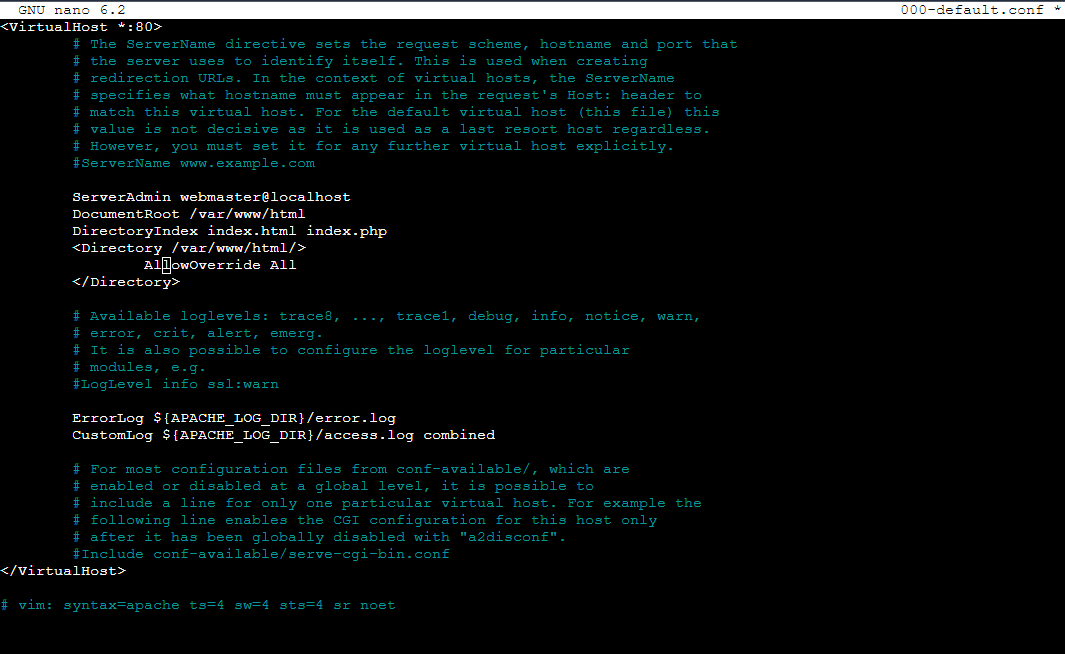 GNU nano 6.2 000-default.conf *
<VirtualHost *:80>
# The ServerName directive sets the request scheme, hostname and port that
# the server uses to identify itself. This is used when creating
# redirection URLs. In the context of virtual hosts, the ServerName
# specifies what hostname must appear in the request's Host: header to
# match this virtual host. For the default virtual host (this file) this
# value is not decisive as it is used as a last resort host regardless.
# However, you must set it for any further virtual host explicitly.
#ServerName www.example.com
ServerAdmin webmaster@localhost
DocumentRoot /var/www/html
DirectoryIndex index.html index.php
<Directory /var/www/html/>
AllowOverride All
</Directory>
# Available loglevels: trace8, ..., trace1, debug, info, notice, warn,
# error, crit, alert, emerg.
# It is also possible to configure the loglevel for particular
# modules, e.g.
#LogLevel info ssl:warn
ErrorLog ${APACHE_LOG_DIR}/error.log
CustomLog ${APACHE_LOG_DIR}/access.log combined
# For most configuration files from conf-available/, which are
# enabled or disabled at a global level, it is possible to
# include a line for only one particular virtual host. For example the
# following line enables the CGI configuration for this host only
# after it has been globally disabled with "a2disconf".
#Include conf-available/serve-cgi-bin.conf
</VirtualHost>
# vim: syntax=apache ts=4 sw=4 sts=4 sr noet